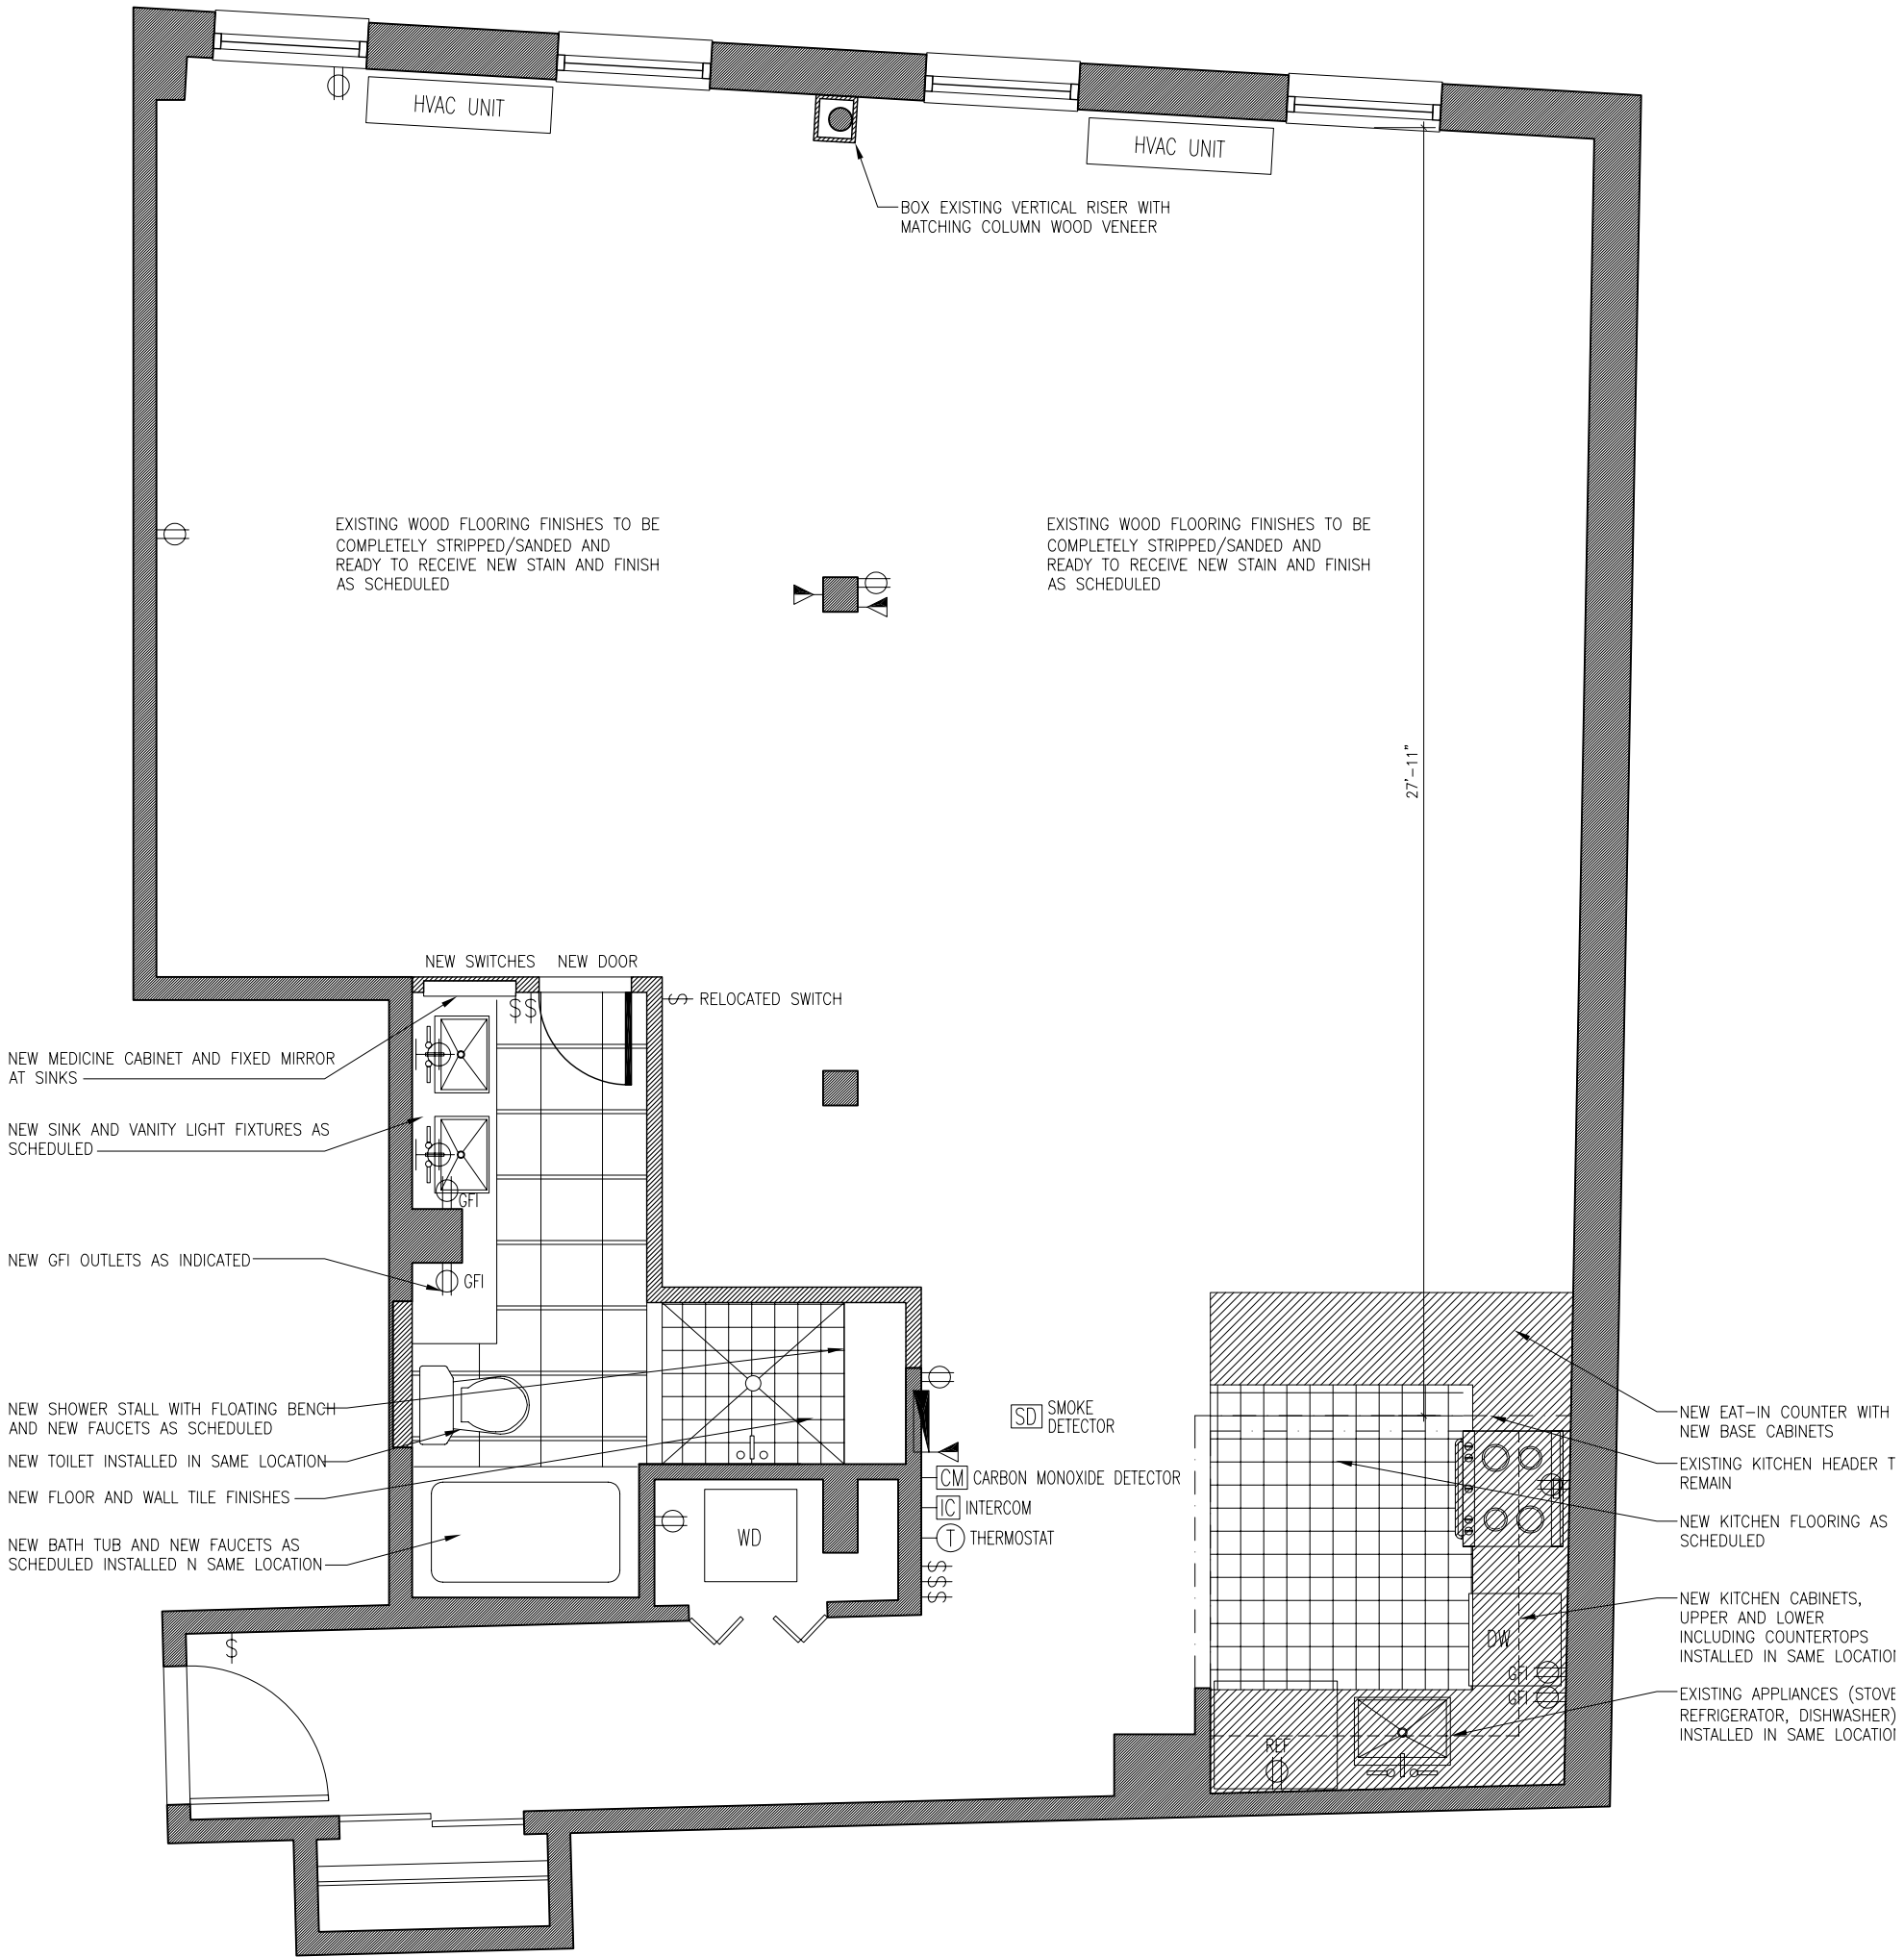 HVAC UNIT
HVAC UNIT
BOX EXISTING VERTICAL RISER WITH
MATCHING COLUMN WOOD VENEER
EXISTING WOOD FLOORING FINISHES TO BE
COMPLETELY STRIPPED/SANDED AND
READY TO RECEIVE NEW STAIN AND FINISH
AS SCHEDULED
EXISTING WOOD FLOORING FINISHES TO BE
COMPLETELY STRIPPED/SANDED AND
READY TO RECEIVE NEW STAIN AND FINISH
AS SCHEDULED
27'-11"
NEW SWITCHES
NEW DOOR
$$
S
RELOCATED SWITCH
NEW MEDICINE CABINET AND FIXED MIRROR
AT SINKS
NEW SINK AND VANITY LIGHT FIXTURES AS
SCHEDULED
GFI
NEW GFI OUTLETS AS INDICATED
GFI
NEW SHOWER STALL WITH FLOATING BENCH
AND NEW FAUCETS AS SCHEDULED
NEW TOILET INSTALLED IN SAME LOCATION
NEW FLOOR AND WALL TILE FINISHES
NEW BATH TUB AND NEW FAUCETS AS
SCHEDULED INSTALLED N SAME LOCATION
WD
SD
SMOKE
DETECTOR
CM
CARBON MONOXIDE DETECTOR
IC
INTERCOM
T
THERMOSTAT
$$$
$
NEW EAT-IN COUNTER WITH
NEW BASE CABINETS
EXISTING KITCHEN HEADER T
REMAIN
NEW KITCHEN FLOORING AS
SCHEDULED
NEW KITCHEN CABINETS,
UPPER AND LOWER
INCLUDING COUNTERTOPS
INSTALLED IN SAME LOCATIO
DW
GFI
GFI
EXISTING APPLIANCES (STOVE
REFRIGERATOR, DISHWASHER)
INSTALLED IN SAME LOCATIO
REF